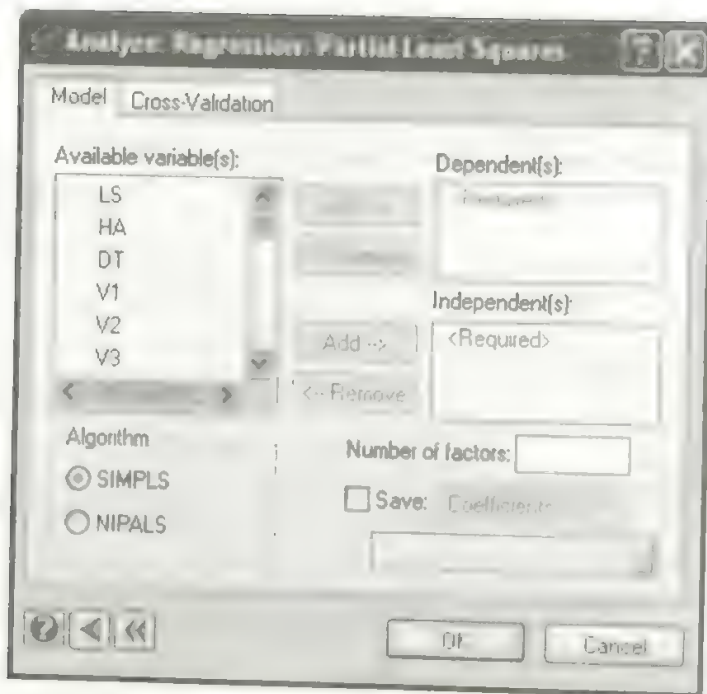 Analyze: Regression: Partial Least Squares
Model Cross-Validation
Available variable(s):
LS
HA
DT
V1
V2
V3
Dependent(s):
Independent(s):
<Required>
Add -->
<-- Remove
Algorithm
SIMPLS
NIPALS
Number of factors:
Save: Coefficients
OK
Cancel